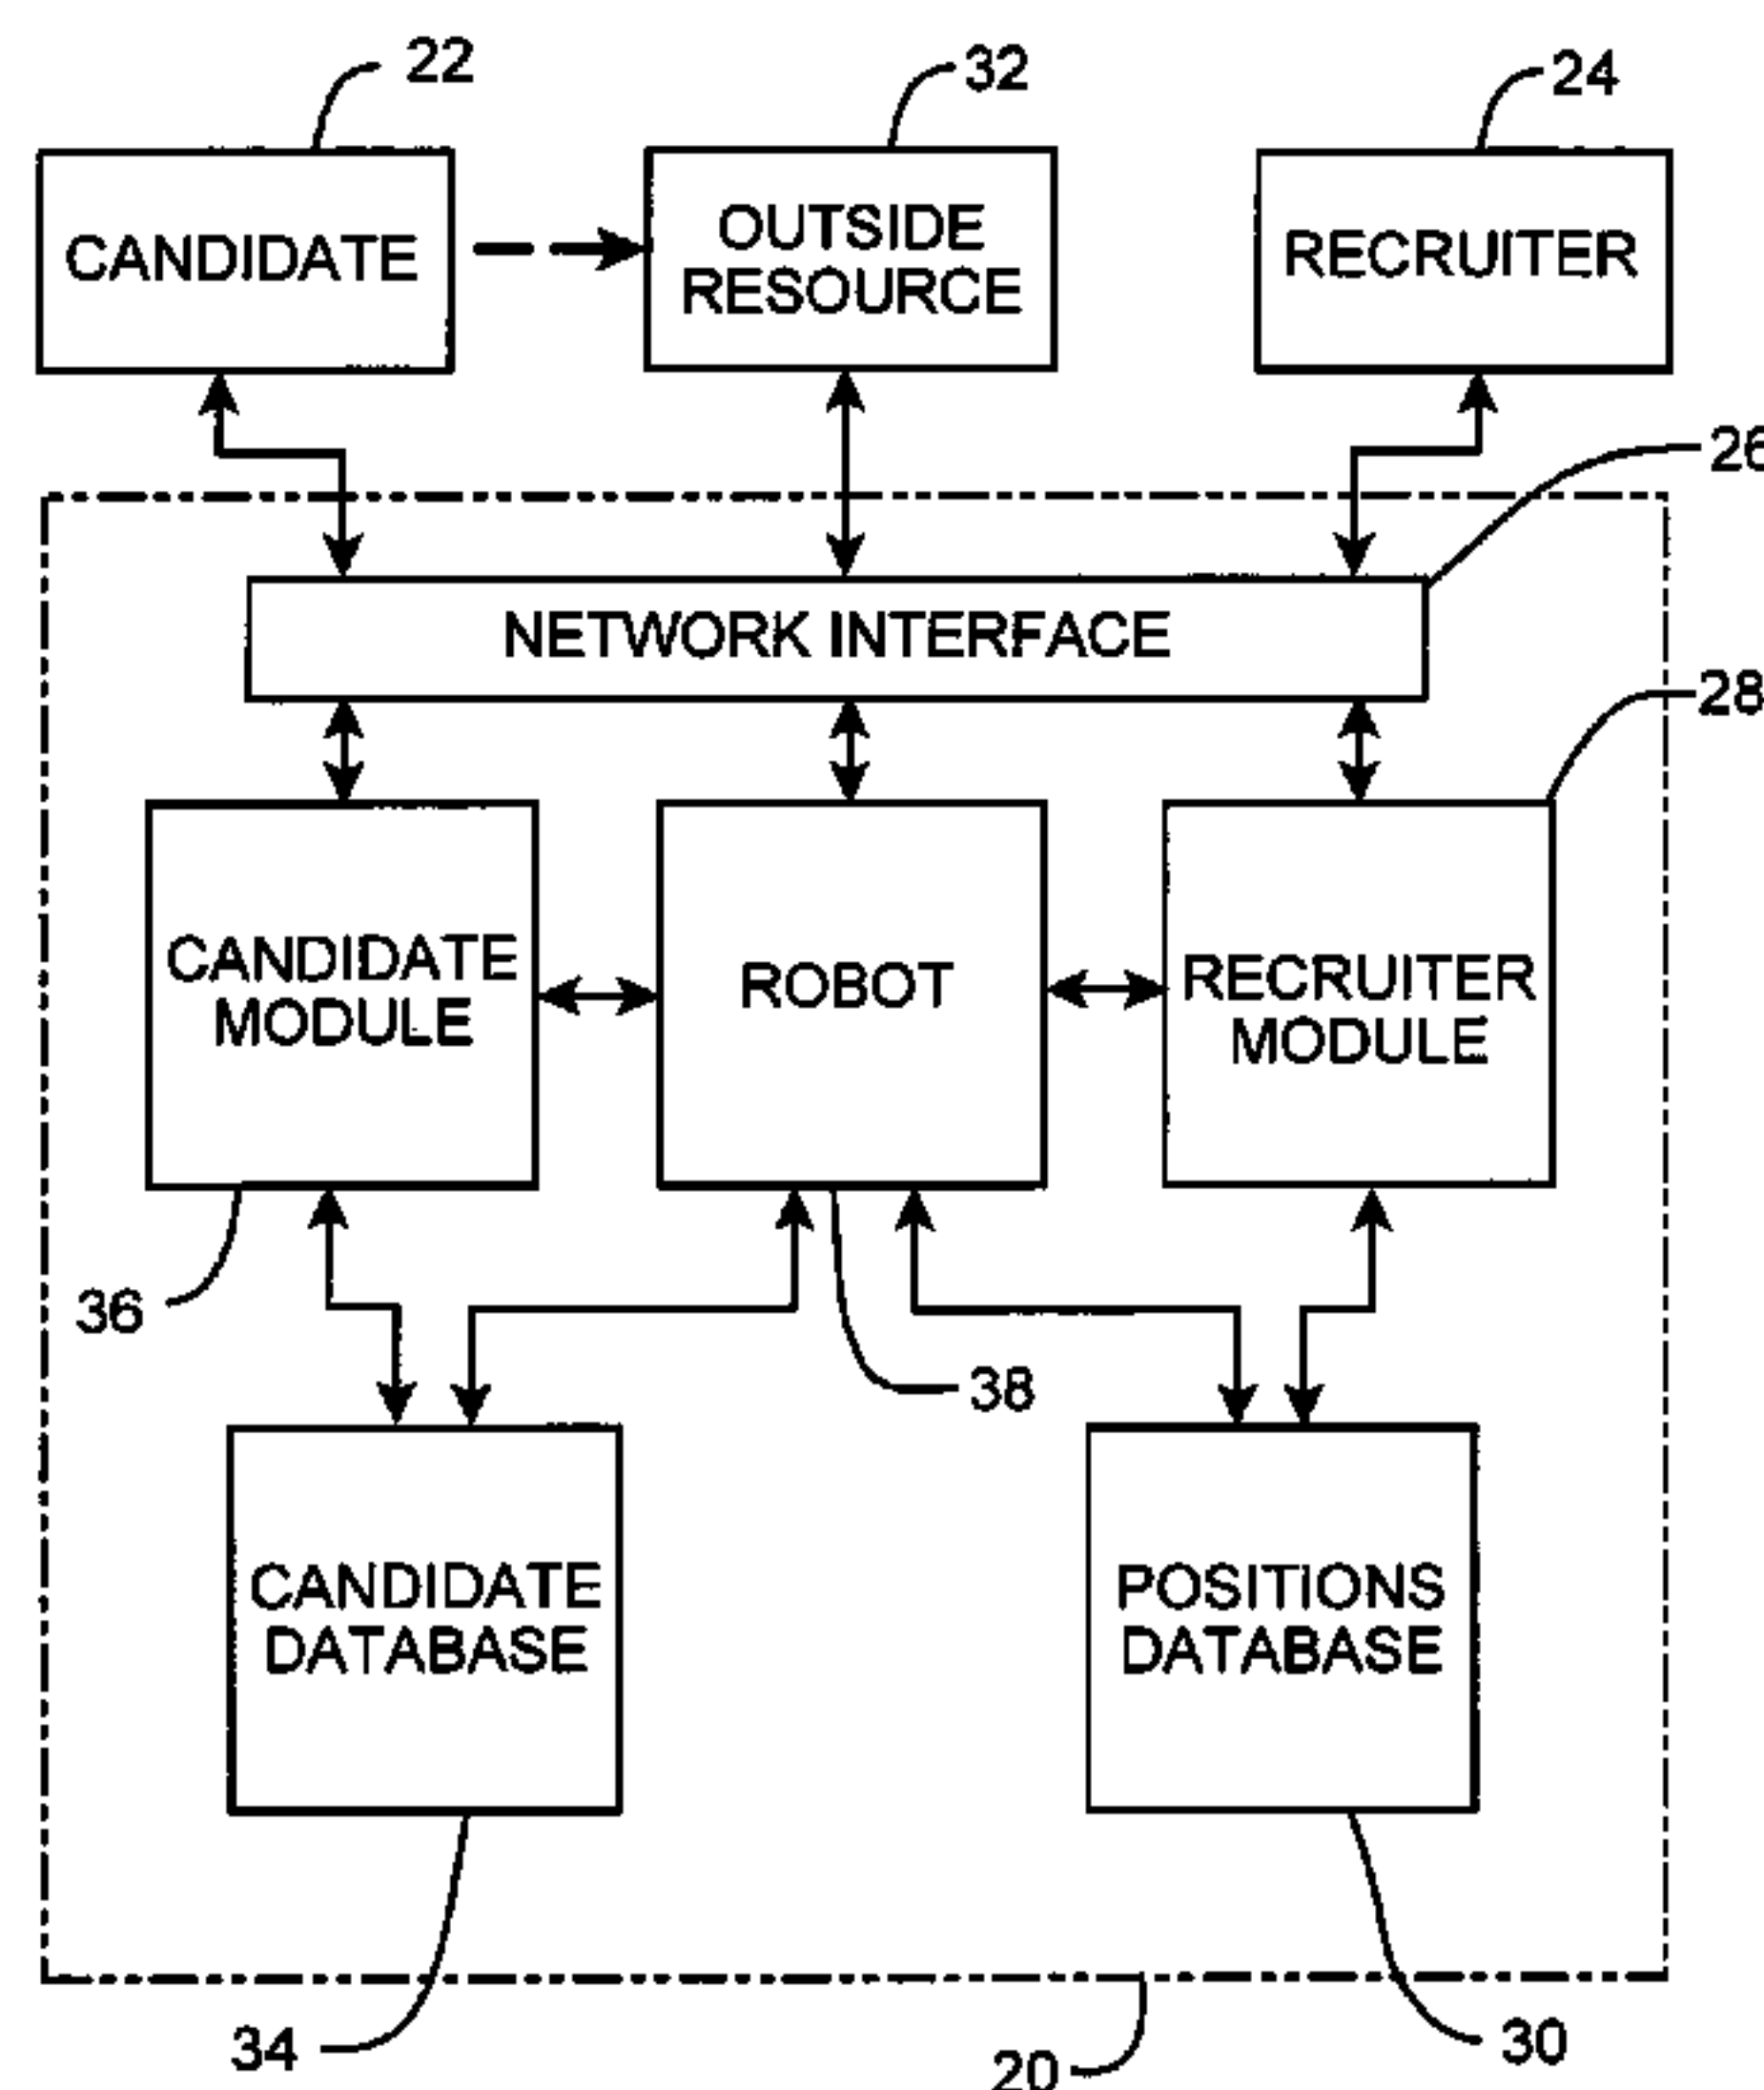 22
32
24
CANDIDATE
OUTSIDE
RESOURCE
RECRUITER
26
NETWORK INTERFACE
28
CANDIDATE
MODULE
ROBOT
RECRUITER
MODULE
36
38
CANDIDATE
DATABASE
POSITIONS
DATABASE
34
20
30